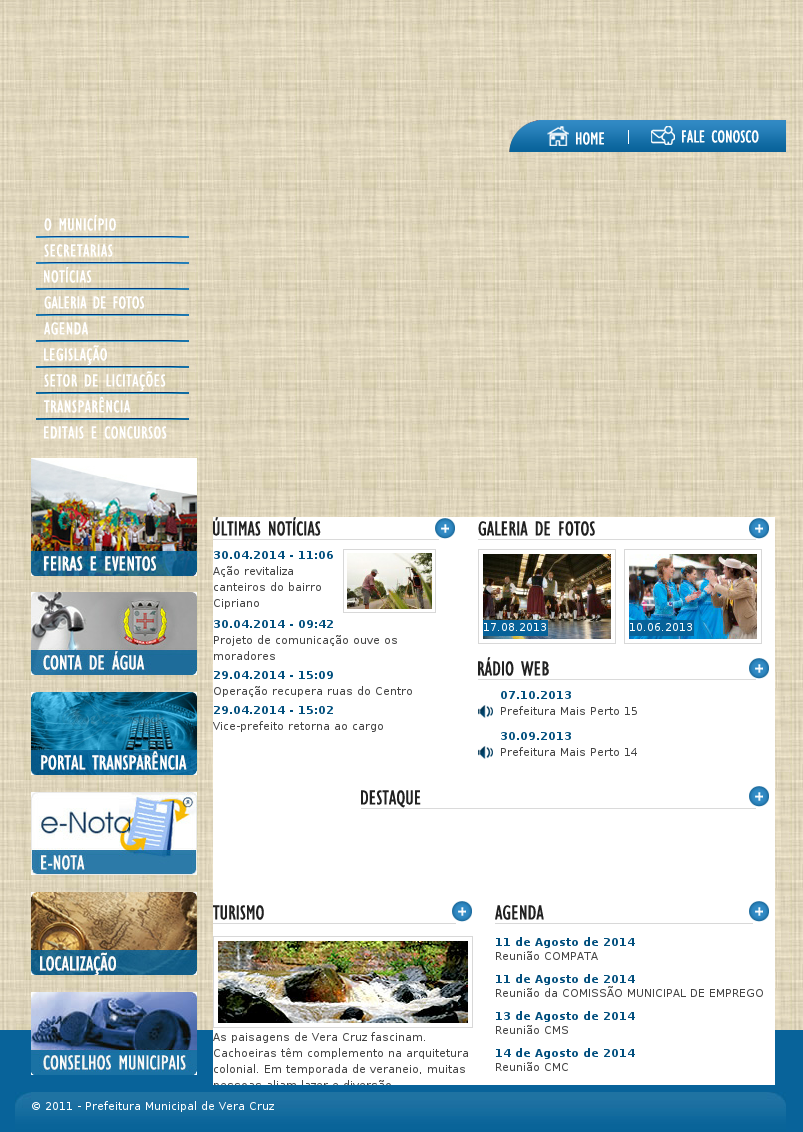 HOME
FALE CONOSCO
O MUNICÍPIO
SECRETARIAS
NOTÍCIAS
GALERIA DE FOTOS
AGENDA
LEGISLAÇÃO
SETOR DE LICITAÇÕES
TRANSPARÊNCIA
EDITAIS E CONCURSOS
FEIRAS E EVENTOS
CONTA DE ÁGUA
PORTAL TRANSPARÊNCIA
e-Nota
E-NOTA
LOCALIZAÇÃO
CONSELHOS MUNICIPAIS
ÚLTIMAS NOTÍCIAS
30.04.2014 - 11:06
Ação revitaliza
canteiros do bairro
Cipriano
30.04.2014 - 09:42
Projeto de comunicação ouve os
moradores
29.04.2014 - 15:09
Operação recupera ruas do Centro
29.04.2014 - 15:02
Vice-prefeito retorna ao cargo
GALERIA DE FOTOS
17.08.2013
10.06.2013
RÁDIO WEB
07.10.2013
Prefeitura Mais Perto 15
30.09.2013
Prefeitura Mais Perto 14
DESTAQUE
TURISMO
As paisagens de Vera Cruz fascinam.
Cachoeiras têm complemento na arquitetura
colonial. Em temporada de veraneio, muitas
pessoas aliam lazer e diversão
AGENDA
11 de Agosto de 2014
Reunião COMPATA
11 de Agosto de 2014
Reunião da COMISSÃO MUNICIPAL DE EMPREGO
13 de Agosto de 2014
Reunião CMS
14 de Agosto de 2014
Reunião CMC
© 2011 - Prefeitura Municipal de Vera Cruz